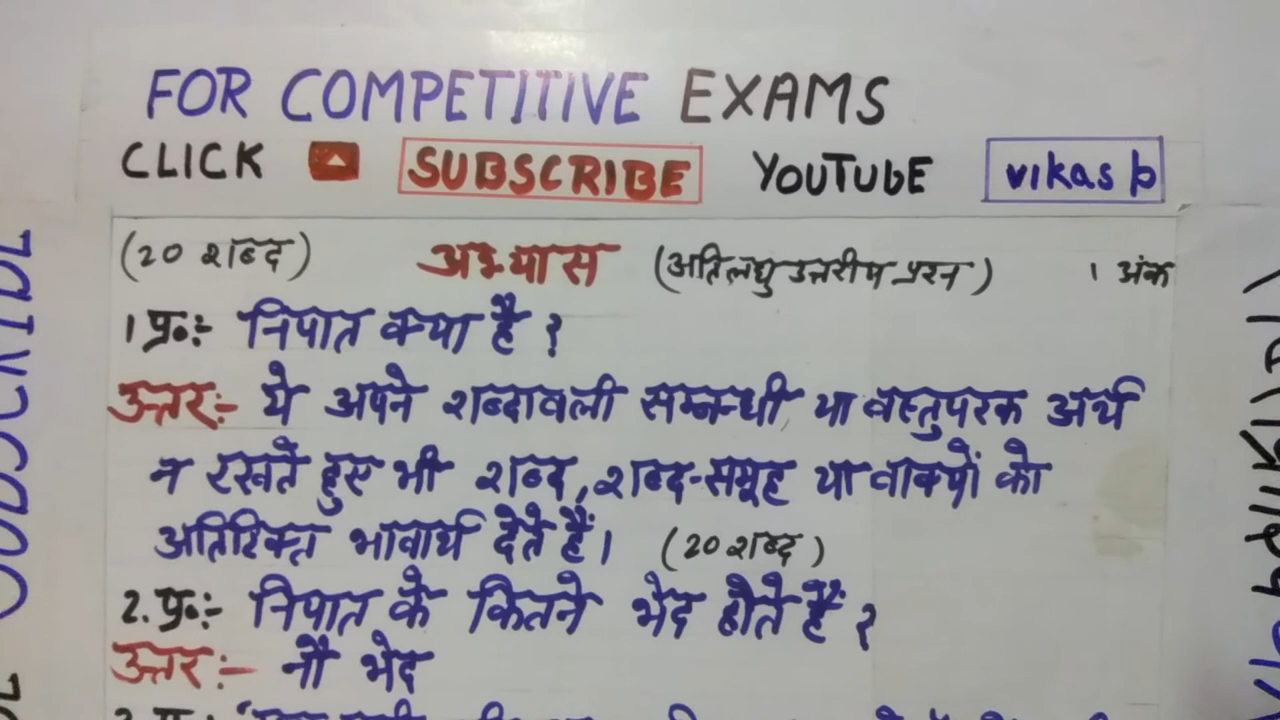 FOR COMPETITIVE EXAMS
CLICK SUBSCRIBE YOUTUBE vikas b
(20 शब्द) अभ्यास (अतिलघु उत्तरीय प्रश्न) 1 अंक
1 प्र०:- निपात क्या है ?
उत्तर:- ये अपने शब्दावली सम्बन्धी या वस्तुपरक अर्थ
न रखते हुए भी शब्द, शब्द-समूह या वाक्यों को
अतिरिक्त भावार्थ देते हैं। (20 शब्द)
2. प्र०:- निपात के कितने भेद होते हैं ?
उत्तर:- नौ भेद